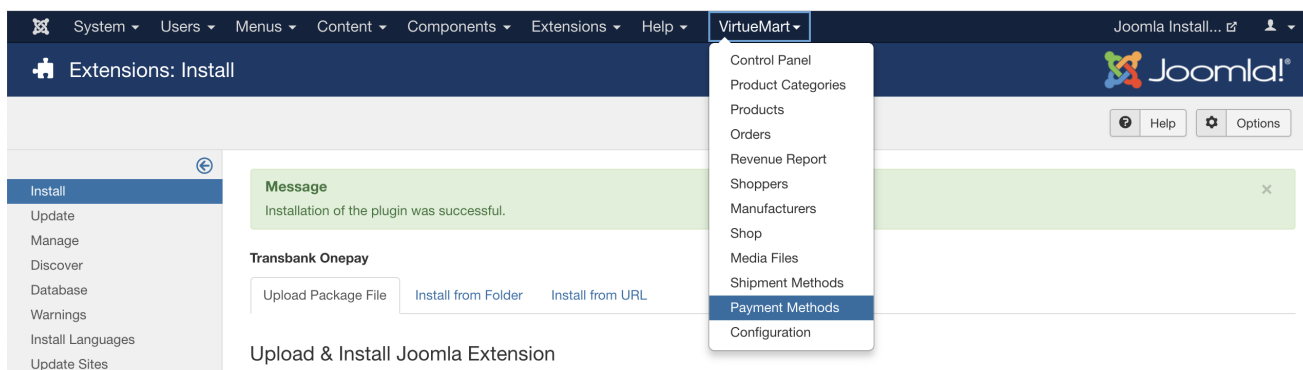 System Users Menus Content Components Extensions Help VirtueMart Joomla Install...
Extensions: Install
Joomla!®
Help Options
Control Panel
Product Categories
Products
Orders
Revenue Report
Shoppers
Manufacturers
Shop
Media Files
Shipment Methods
Payment Methods
Configuration
Install
Update
Manage
Discover
Database
Warnings
Install Languages
Update Sites
Message
Installation of the plugin was successful.
Transbank Onepay
Upload Package File Install from Folder Install from URL
Upload & Install Joomla Extension